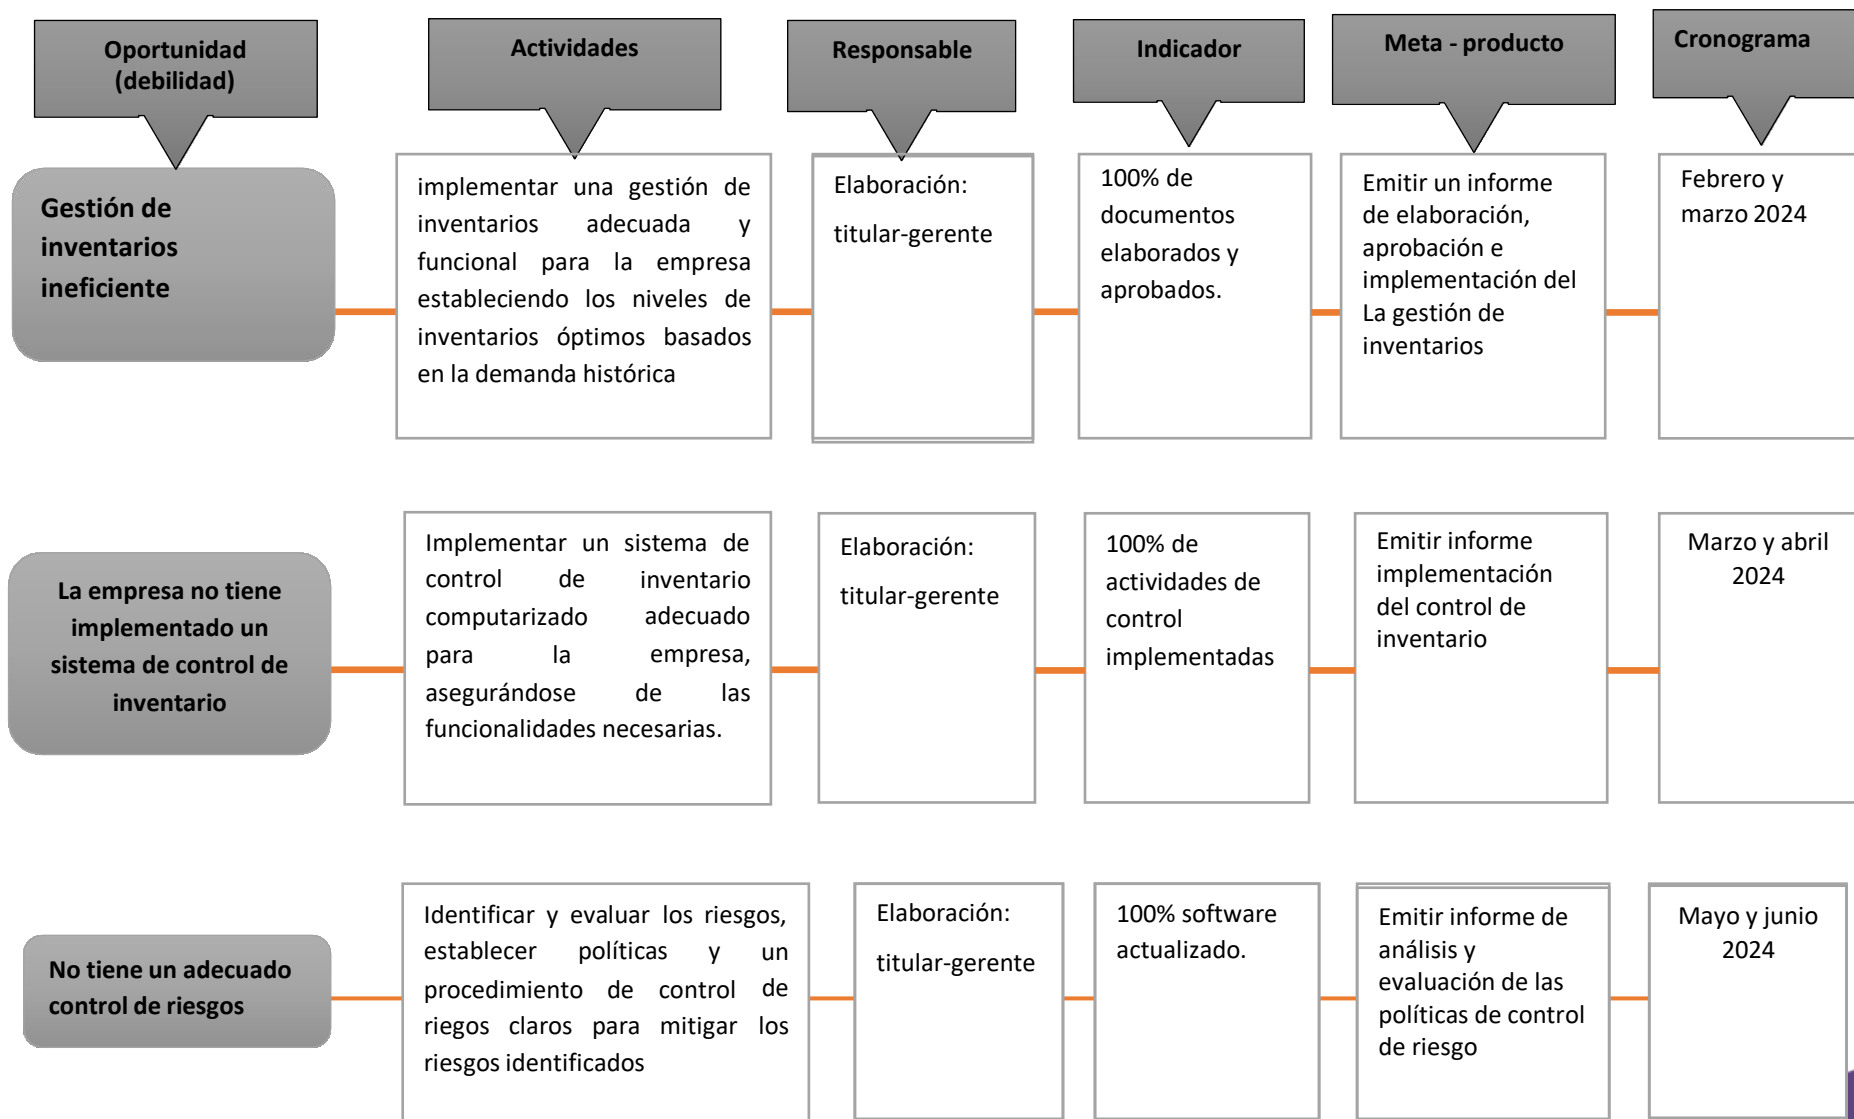 Oportunidad
(debilidad)
Actividades
Responsable
Indicador
Meta - producto
Cronograma
Gestión de
inventarios
ineficiente
implementar una gestión de
inventarios adecuada y
funcional para la empresa
estableciendo los niveles de
inventarios óptimos basados
en la demanda histórica
Elaboración:
titular-gerente
100% de
documentos
elaborados y
aprobados.
Emitir un informe
de elaboración,
aprobación e
implementación del
La gestión de
inventarios
Febrero y
marzo 2024
La empresa no tiene
implementado un
sistema de control de
inventario
Implementar un sistema de
control de inventario
computarizado adecuado
para la empresa,
asegurándose de las
funcionalidades necesarias.
Elaboración:
titular-gerente
100% de
actividades de
control
implementadas
Emitir informe
implementación
del control de
inventario
Marzo y abril
2024
No tiene un adecuado
control de riesgos
Identificar y evaluar los riesgos,
establecer políticas y un
procedimiento de control de
riegos claros para mitigar los
riesgos identificados
Elaboración:
titular-gerente
100% software
actualizado.
Emitir informe de
análisis y
evaluación de las
políticas de control
de riesgo
Mayo y junio
2024